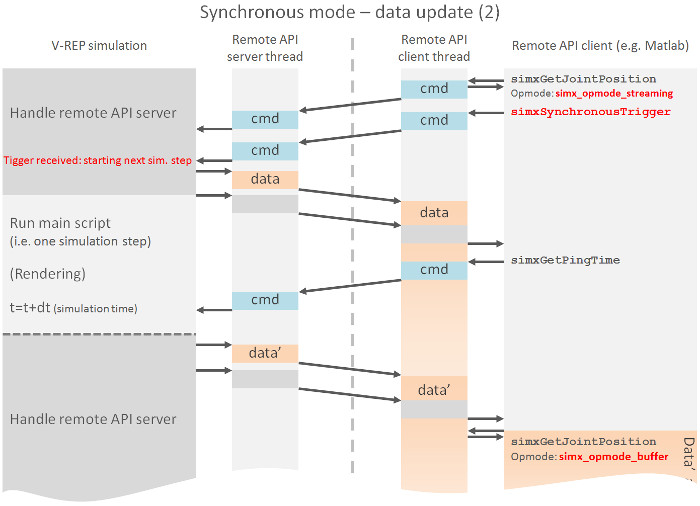 Synchronous mode – data update (2)
V-REP simulation
Remote API
server thread
Remote API
client thread
Remote API client (e.g. Matlab)
Handle remote API server
Tigger received: starting next sim. step
Run main script
(i.e. one simulation step)
(Rendering)
t=t+dt (simulation time)
Handle remote API server
cmd
cmd
data
cmd
data'
cmd
cmd
data
cmd
data'
simxGetJointPosition
Opmode: simx_opmode_streaming
simxSynchronousTrigger
simxGetPingTime
simxGetJointPosition
Opmode: simx_opmode_buffer
Data'